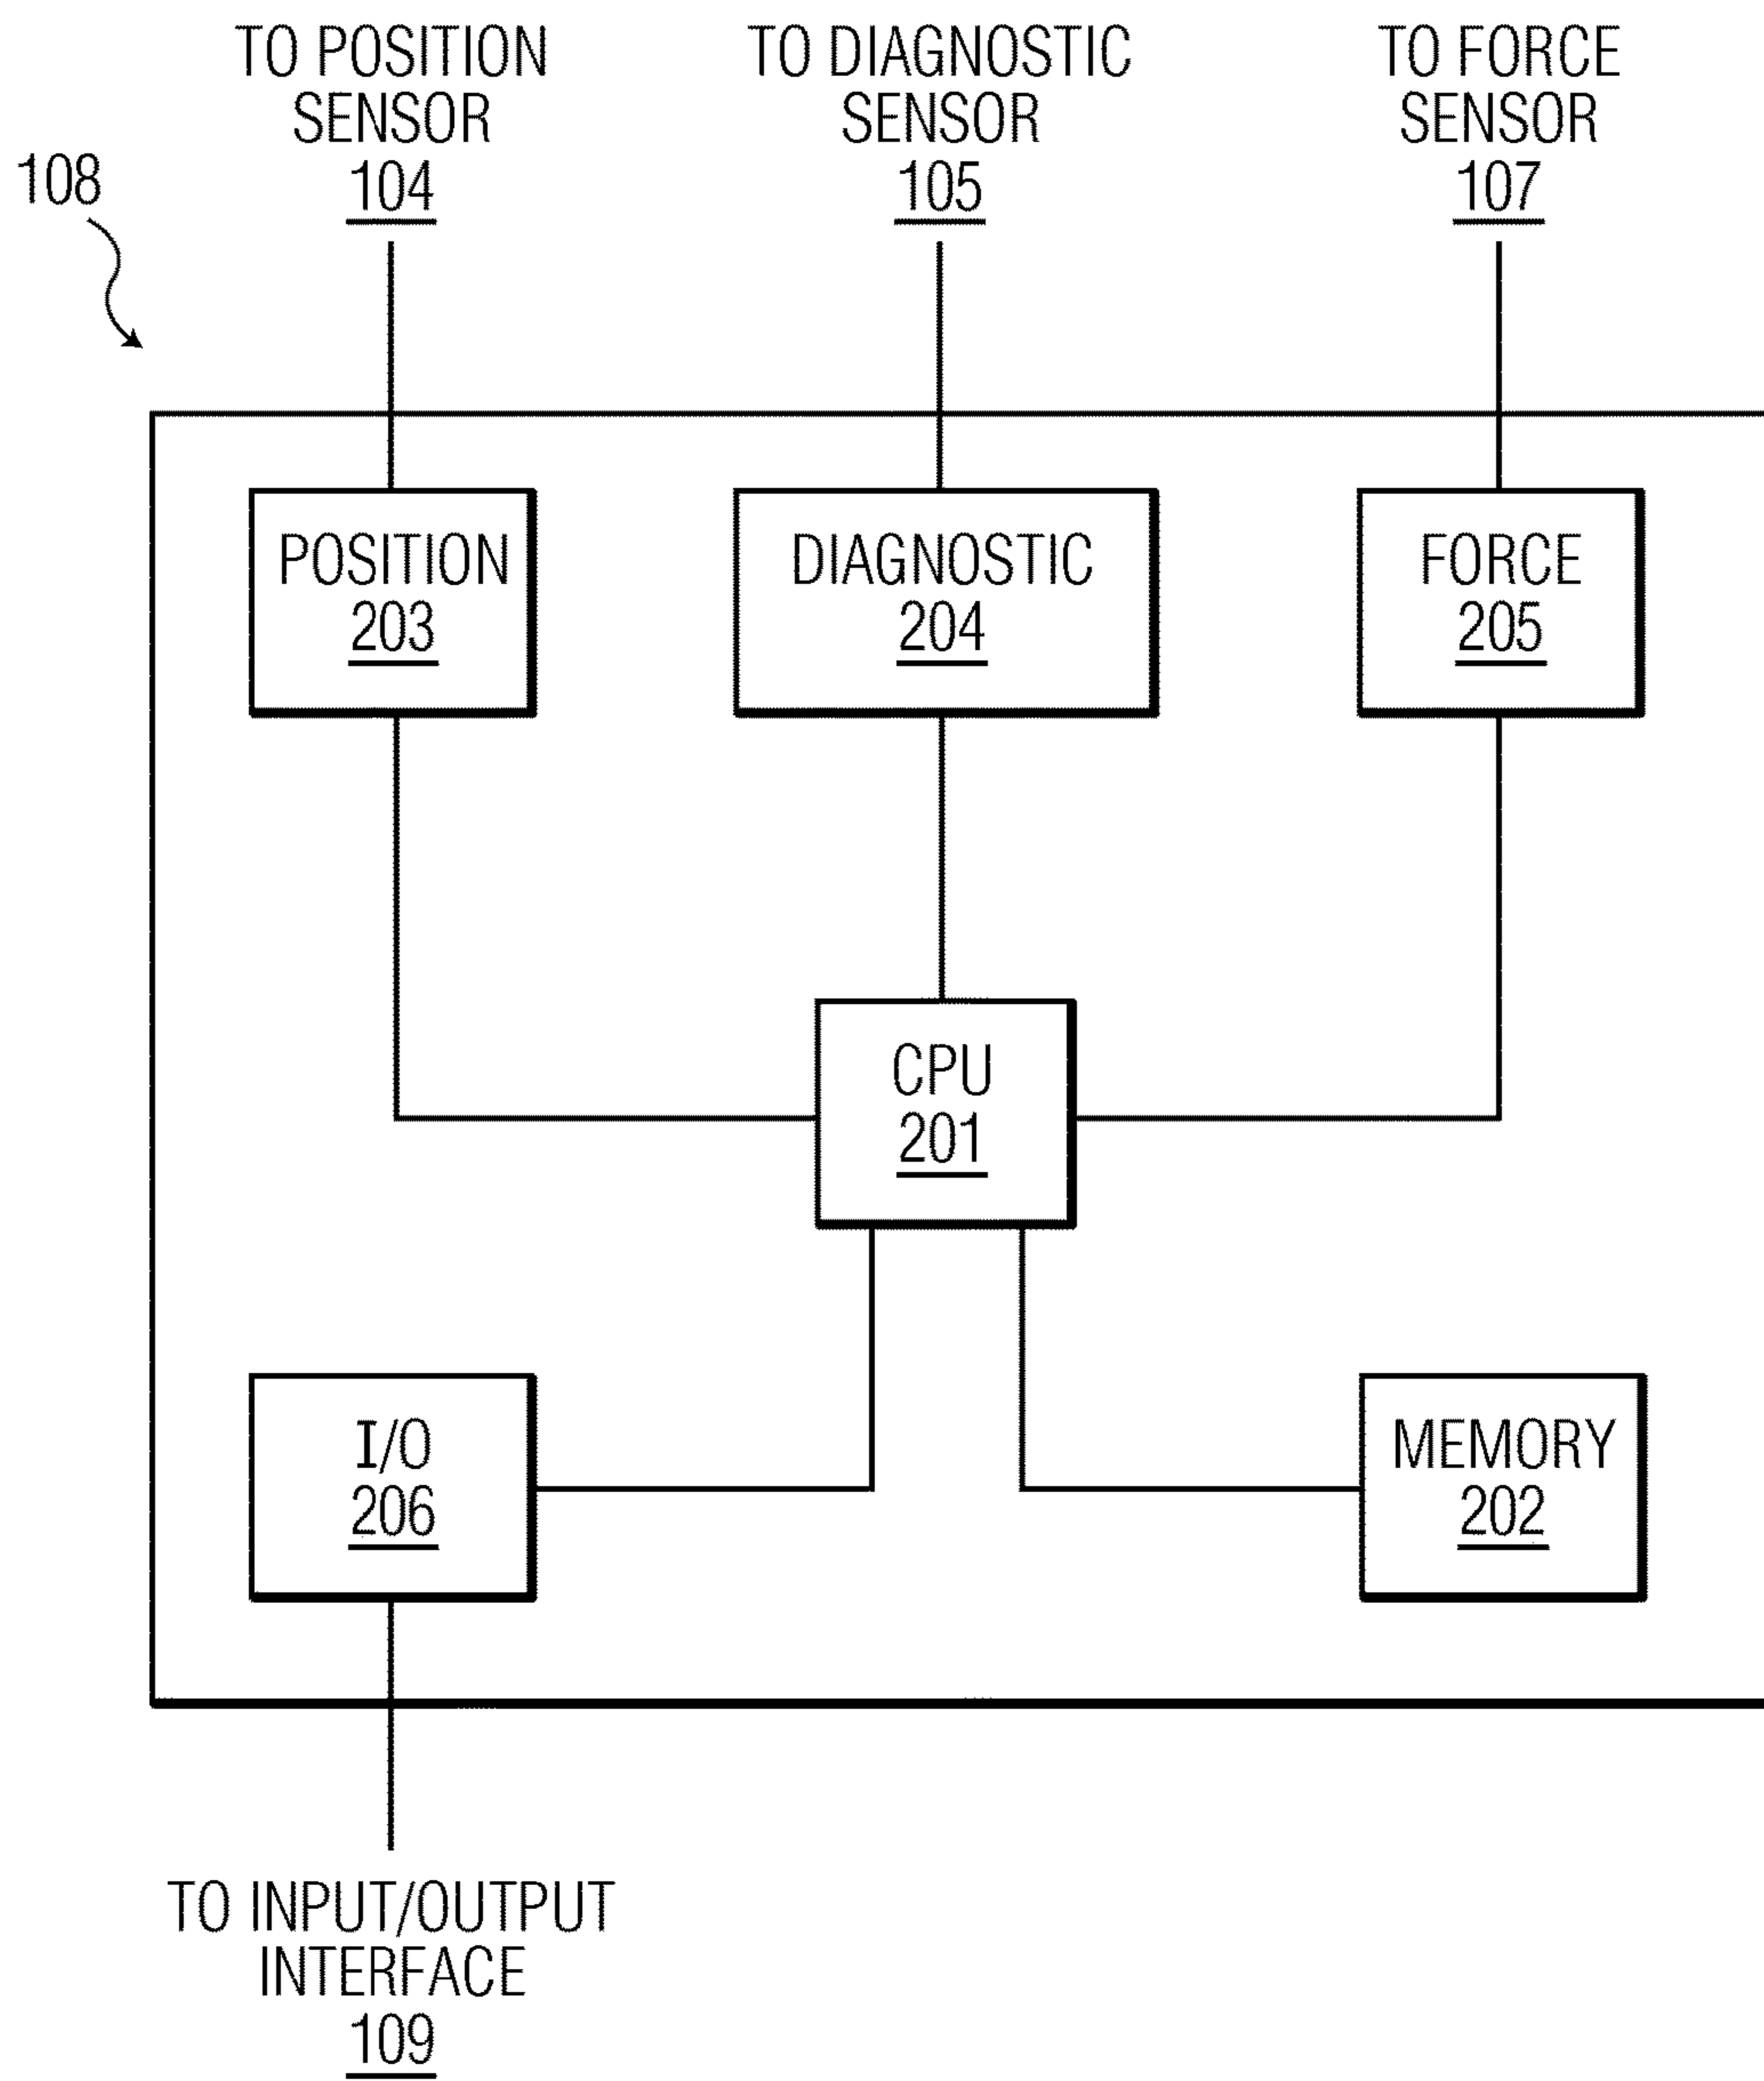 TO POSITION
SENSOR
104
TO DIAGNOSTIC
SENSOR
105
TO FORCE
SENSOR
107
108
POSITION
203
DIAGNOSTIC
204
FORCE
205
CPU
201
I/O
206
MEMORY
202
TO INPUT/OUTPUT
INTERFACE
109